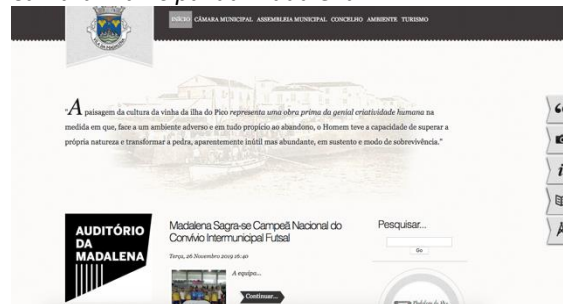 INÍCIO CÂMARA MUNICIPAL ASSEMBLEIA MUNICIPAL CONCELHO AMBIENTE TURISMO
VILA DA MADALENA
"A paisagem da cultura da vinha da ilha do Pico representa uma obra prima da genial criatividade humana na
medida em que, face a um ambiente adverso e em tudo propício ao abandono, o Homem teve a capacidade de superar a
própria natureza e transformar a pedra, aparentemente inútil mas abundante, em sustento e modo de sobrevivência."
AUDITÓRIO
DA
MADALENA
Madalena Sagra-se Campeã Nacional do
Convívio Intermunicipal Futsal
Terça, 26 Novembro 2019 16:40
A equipa...
Continuar...
Pesquisar...
Go